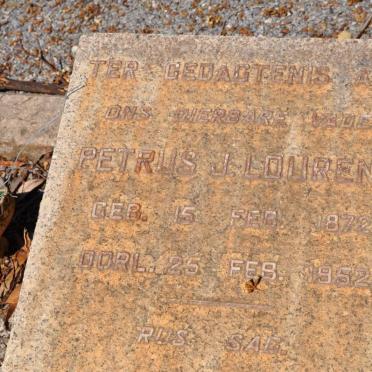 TER GEDAGTENIS A
ONS DIERBARE VADE
PETRUS J. LOUREN
GEB. 15 FEB. 1872
OORL. 25 FEB. 1952
RUS SAG.